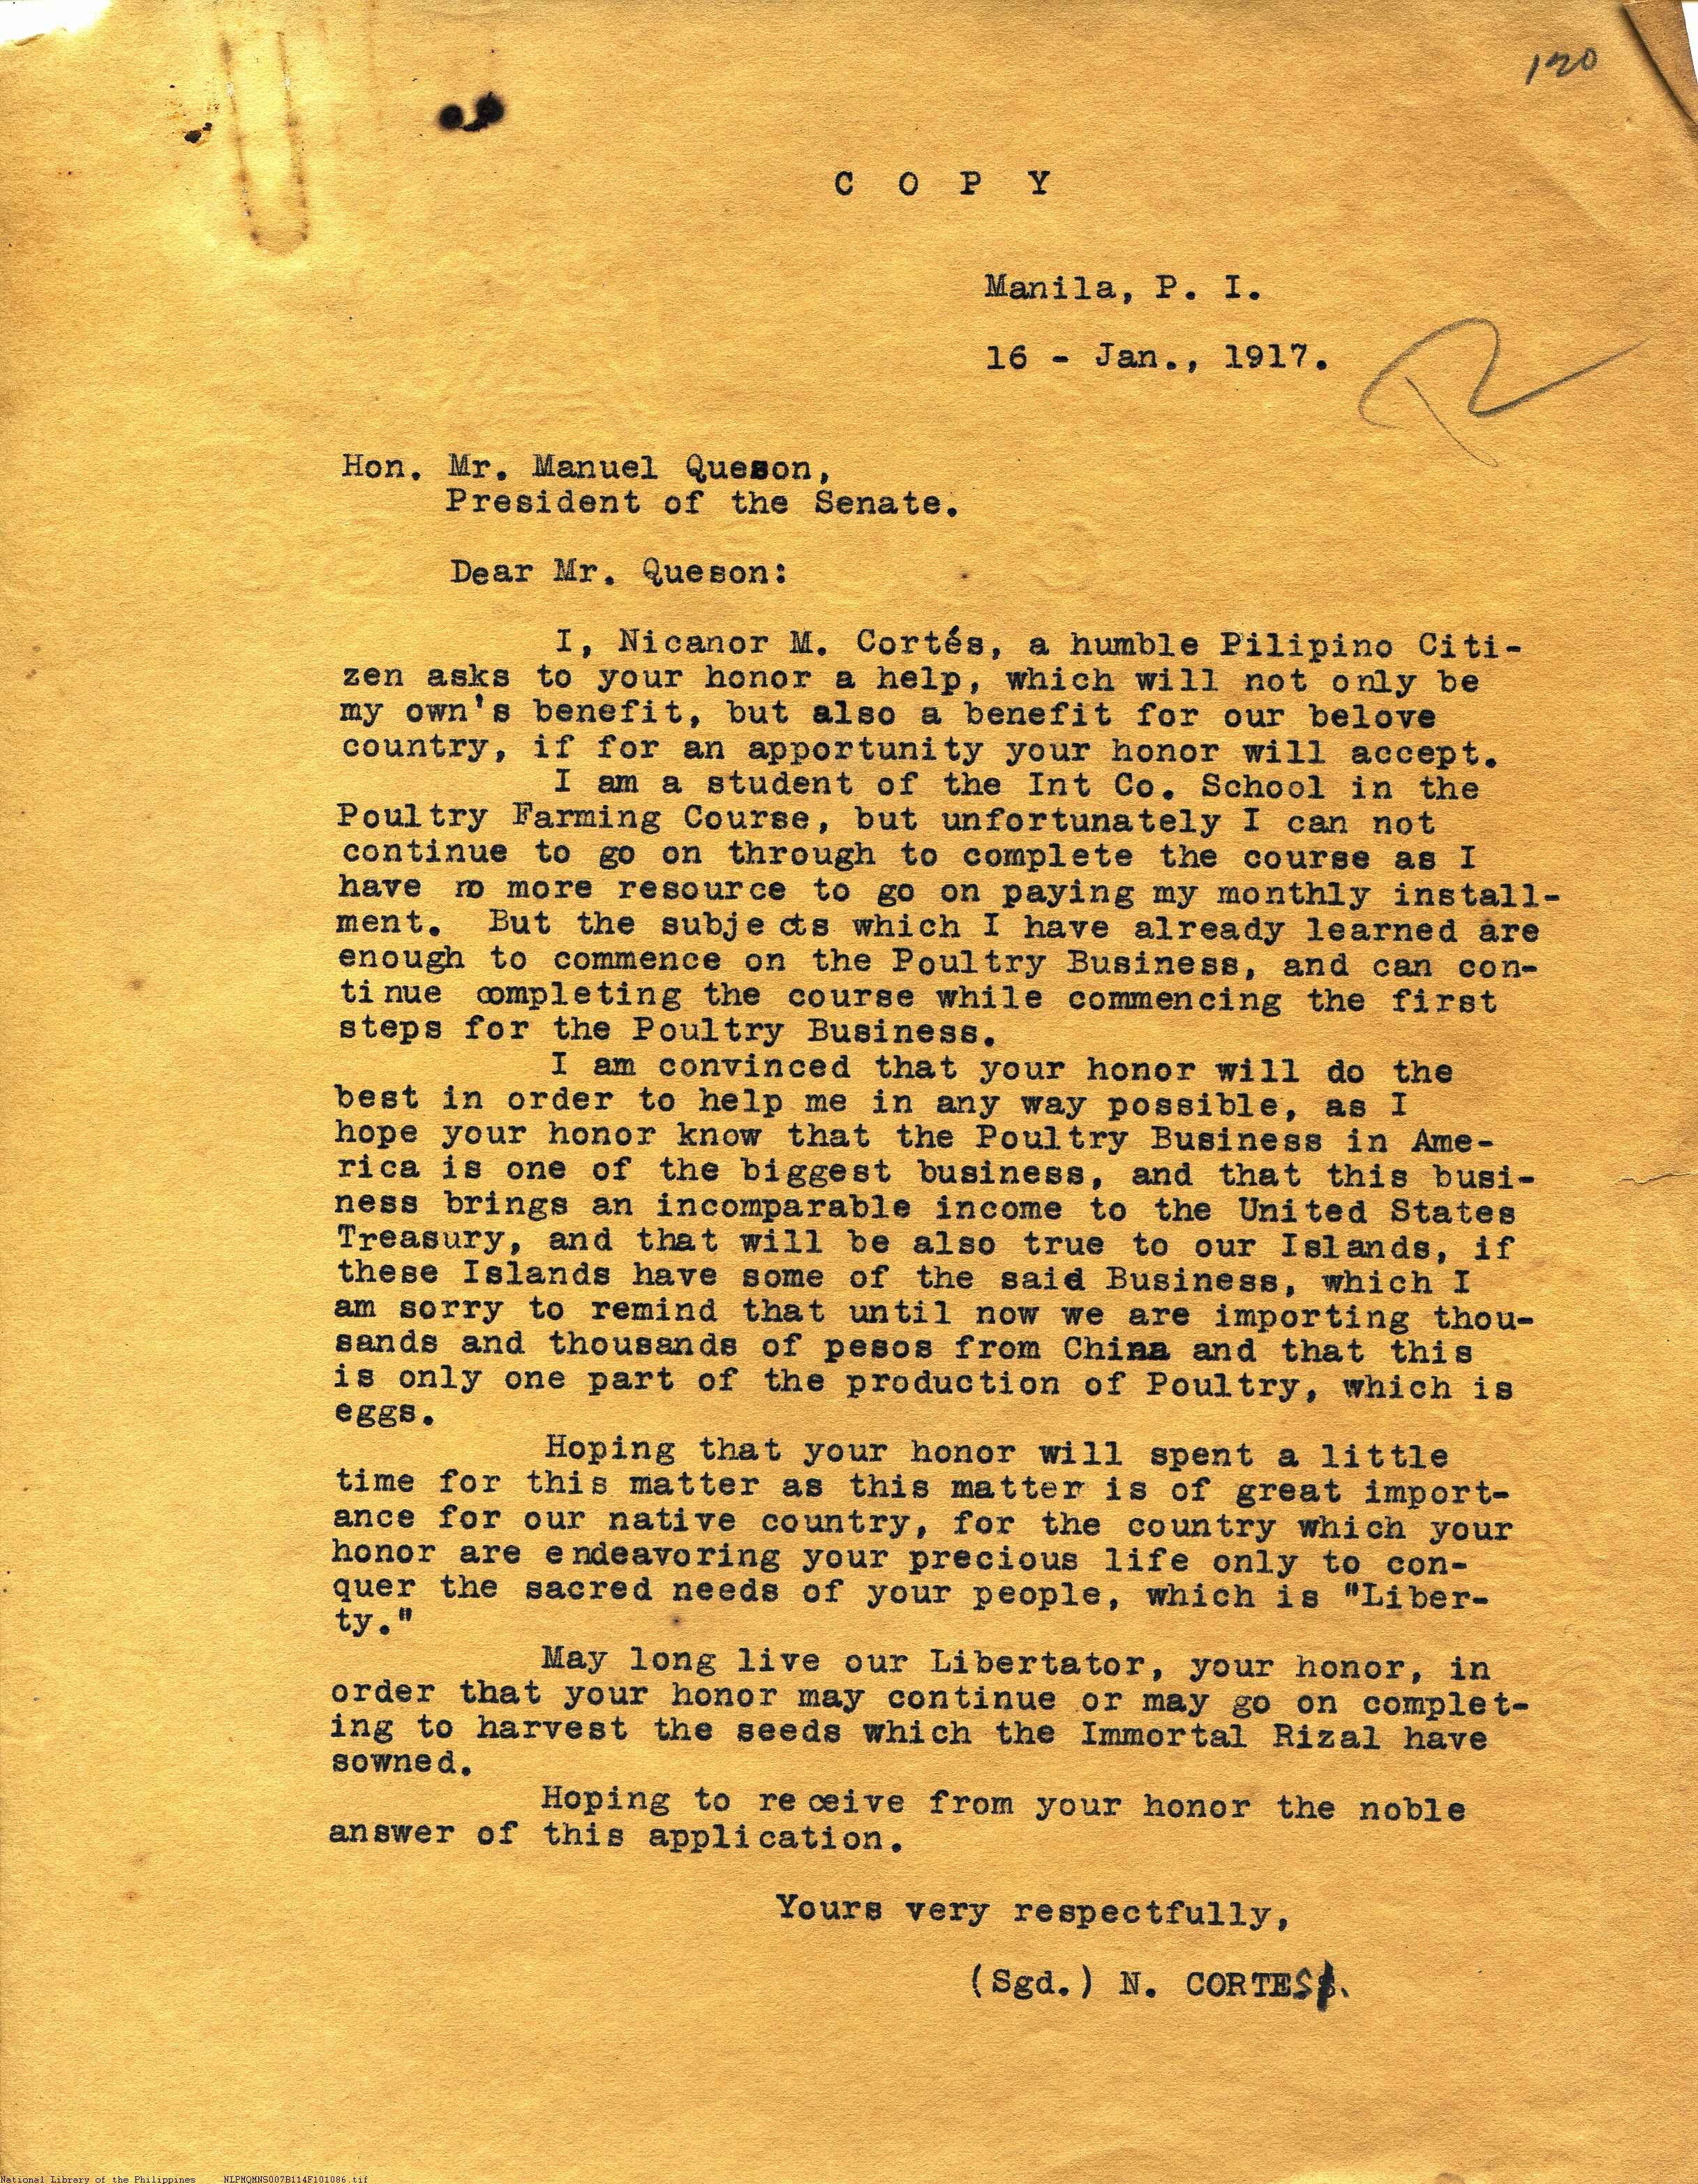 120
C O P Y
Manila, P. I.
16 - Jan., 1917.
Hon. Mr. Manuel Queson,
President of the Senate.
Dear Mr. Queson:
I, Nicanor M. Cortés, a humble Pilipino Citi-
zen asks to your honor a help, which will not only be
my own's benefit, but also a benefit for our belove
country, if for an apportunity your honor will accept.
I am a student of the Int Co. School in the
Poultry Farming Course, but unfortunately I can not
continue to go on through to complete the course as I
have no more resource to go on paying my monthly install-
ment. But the subjects which I have already learned are
enough to commence on the Poultry Business, and can con-
tinue completing the course while commencing the first
steps for the Poultry Business.
I am convinced that your honor will do the
best in order to help me in any way possible, as I
hope your honor know that the Poultry Business in Ame-
rica is one of the biggest business, and that this busi-
ness brings an incomparable income to the United States
Treasury, and that will be also true to our Islands, if
these Islands have some of the said Business, which I
am sorry to remind that until now we are importing thou-
sands and thousands of pesos from China and that this
is only one part of the production of Poultry, which is
eggs.
Hoping that your honor will spent a little
time for this matter as this matter is of great import-
ance for our native country, for the country which your
honor are endeavoring your precious life only to con-
quer the sacred needs of your people, which is "Liber-
ty."
May long live our Libertator, your honor, in
order that your honor may continue or may go on complet-
ing to harvest the seeds which the Immortal Rizal have
sowned.
Hoping to receive from your honor the noble
answer of this application.
Yours very respectfully,
(Sgd.) N. CORTES.
National Library of the Philippines NLPMQMNS007B114F101086.tif